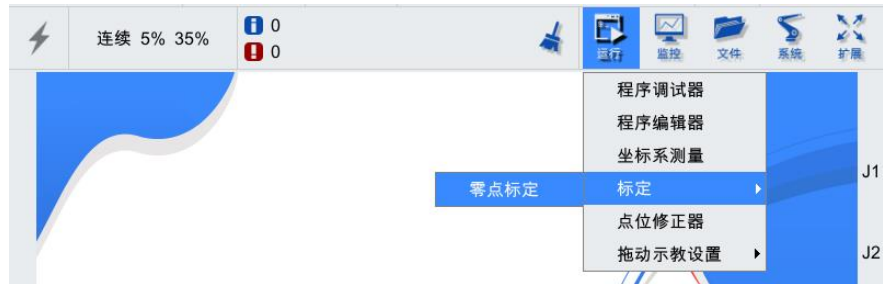 连续 5% 35%
0
0
运行
监控
文件
系统
扩展
程序调试器
程序编辑器
坐标系测量
零点标定
标定
点位修正器
拖动示教设置
J1
J2